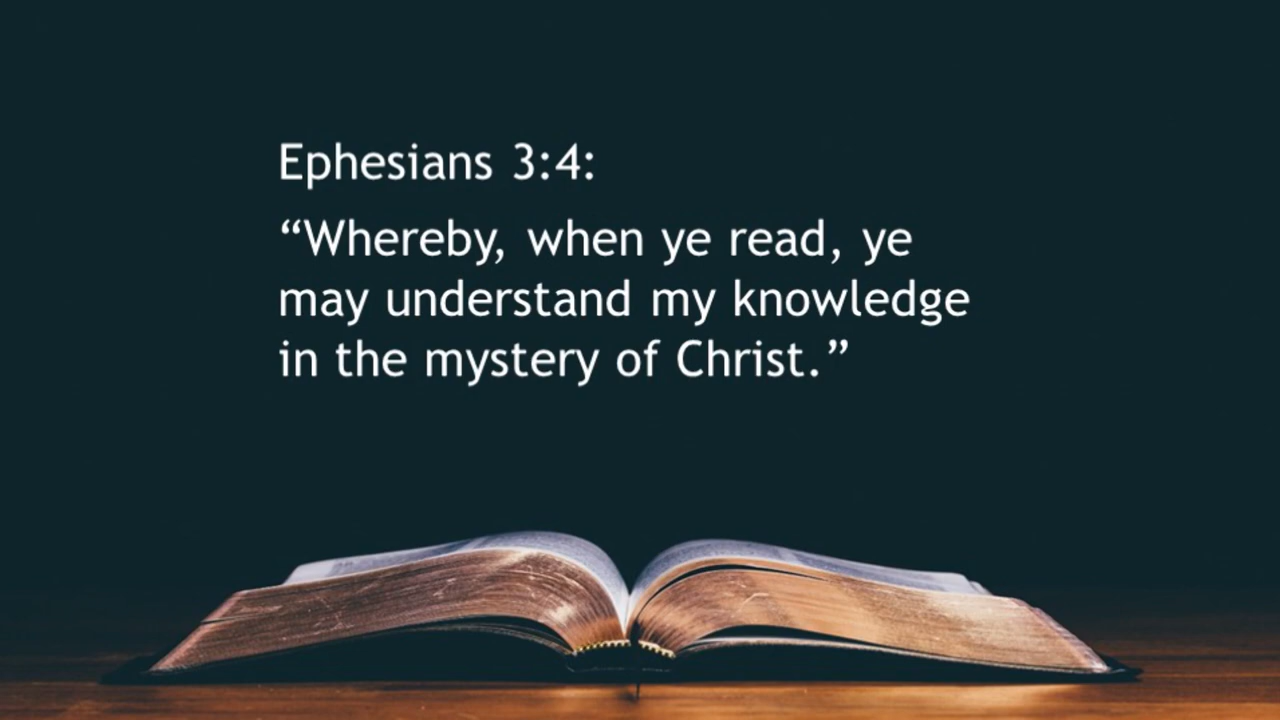 Ephesians 3:4:
“Whereby, when ye read, ye
may understand my knowledge
in the mystery of Christ.”